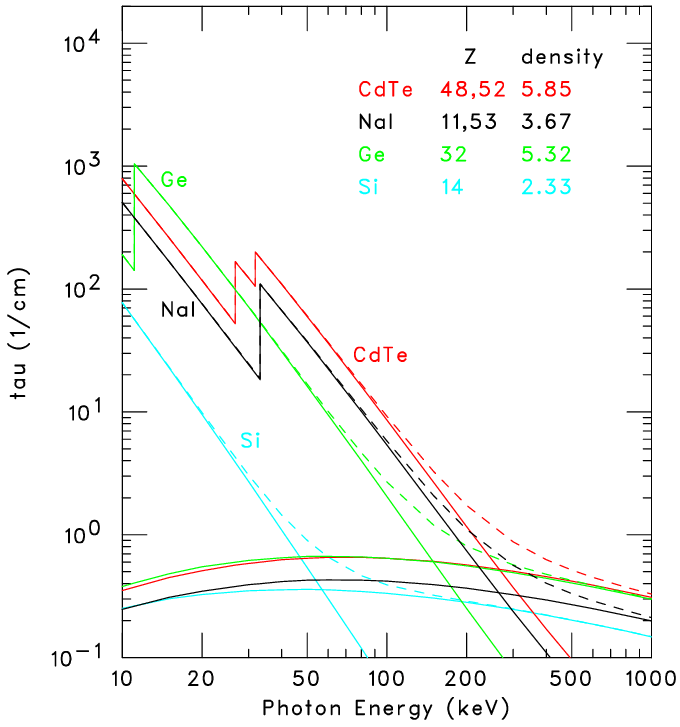 10^4
Z density
CdTe 48,52 5.85
NaI 11,53 3.67
Ge 32 5.32
Si 14 2.33
10^3
Ge
10^2
NaI
tau (1/cm)
CdTe
10^1
Si
10^0
10^-1
10 20 50 100 200 500 1000
Photon Energy (keV)